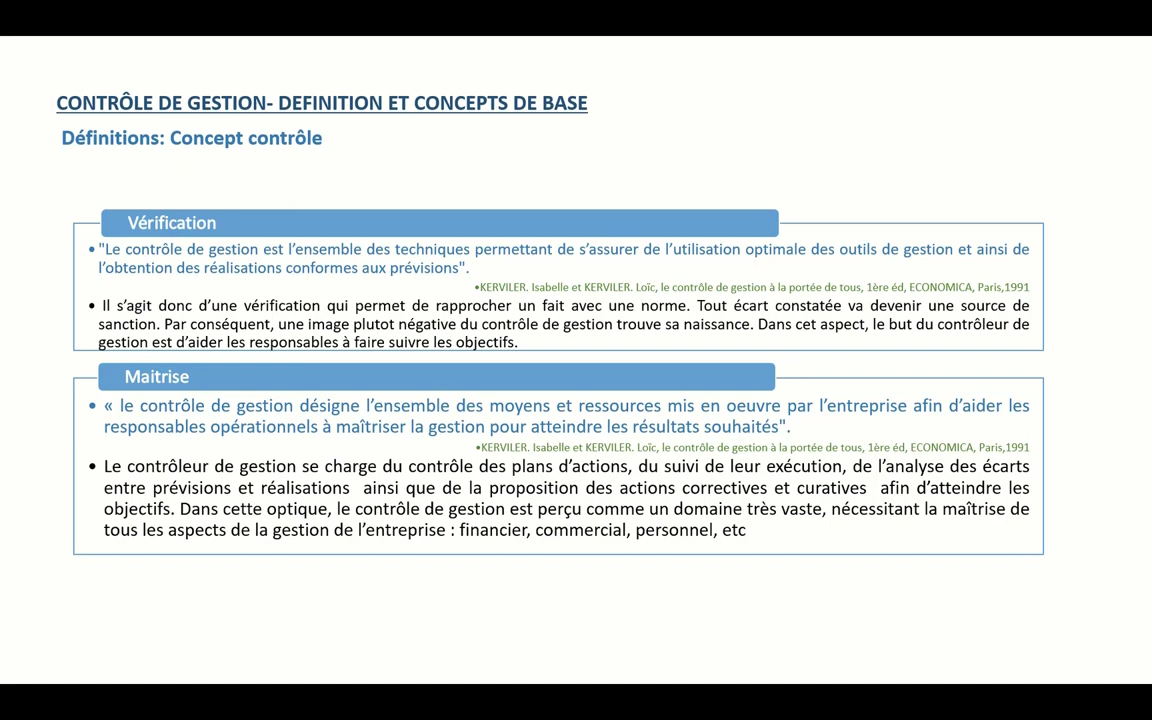 CONTRÔLE DE GESTION- DEFINITION ET CONCEPTS DE BASE
Définitions: Concept contrôle
Vérification
• "Le contrôle de gestion est l’ensemble des techniques permettant de s’assurer de l’utilisation optimale des outils de gestion et ainsi de
l’obtention des réalisations conformes aux prévisions".
•KERVILER. Isabelle et KERVILER. Loïc, le contrôle de gestion à la portée de tous, 1ère éd, ECONOMICA, Paris,1991
• Il s’agit donc d’une vérification qui permet de rapprocher un fait avec une norme. Tout écart constatée va devenir une source de
sanction. Par conséquent, une image plutot négative du contrôle de gestion trouve sa naissance. Dans cet aspect, le but du contrôleur de
gestion est d’aider les responsables à faire suivre les objectifs.
Maitrise
• « le contrôle de gestion désigne l’ensemble des moyens et ressources mis en oeuvre par l’entreprise afin d’aider les
responsables opérationnels à maîtriser la gestion pour atteindre les résultats souhaités".
•KERVILER. Isabelle et KERVILER. Loïc, le contrôle de gestion à la portée de tous, 1ère éd, ECONOMICA, Paris,1991
• Le contrôleur de gestion se charge du contrôle des plans d’actions, du suivi de leur exécution, de l’analyse des écarts
entre prévisions et réalisations ainsi que de la proposition des actions correctives et curatives afin d’atteindre les
objectifs. Dans cette optique, le contrôle de gestion est perçu comme un domaine très vaste, nécessitant la maîtrise de
tous les aspects de la gestion de l’entreprise : financier, commercial, personnel, etc